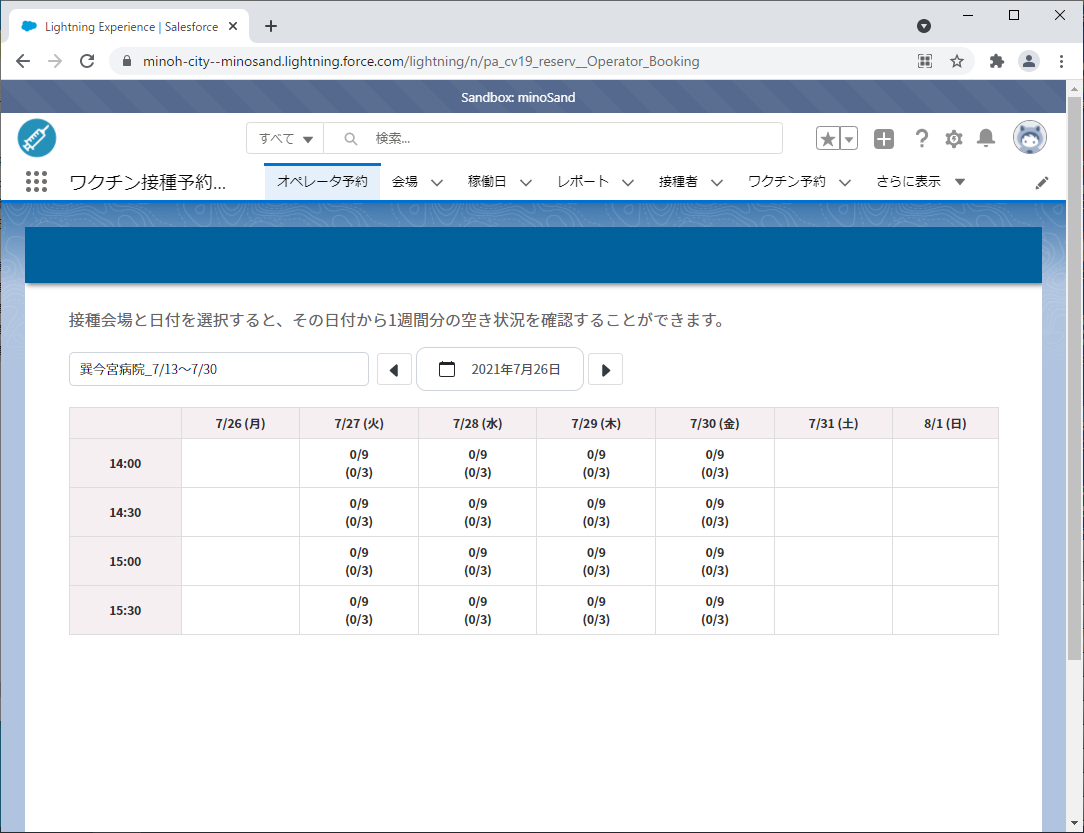 Lightning Experience | Salesforce
minoh-city--minosand.lightning.force.com/lightning/n/pa_cv19_reserv__Operator_Booking
Sandbox: minoSand
すべて 検索...
ワクチン接種予約... オペレータ予約 会場 稼働日 レポート 接種者 ワクチン予約 さらに表示
接種会場と日付を選択すると、その日付から1週間分の空き状況を確認することができます。
巽今宮病院_7/13～7/30 2021年7月26日
7/26 (月) 7/27 (火) 7/28 (水) 7/29 (木) 7/30 (金) 7/31 (土) 8/1 (日)
0/9 0/9 0/9 0/9
14:00
(0/3) (0/3) (0/3) (0/3)
0/9 0/9 0/9 0/9
14:30
(0/3) (0/3) (0/3) (0/3)
0/9 0/9 0/9 0/9
15:00
(0/3) (0/3) (0/3) (0/3)
0/9 0/9 0/9 0/9
15:30
(0/3) (0/3) (0/3) (0/3)